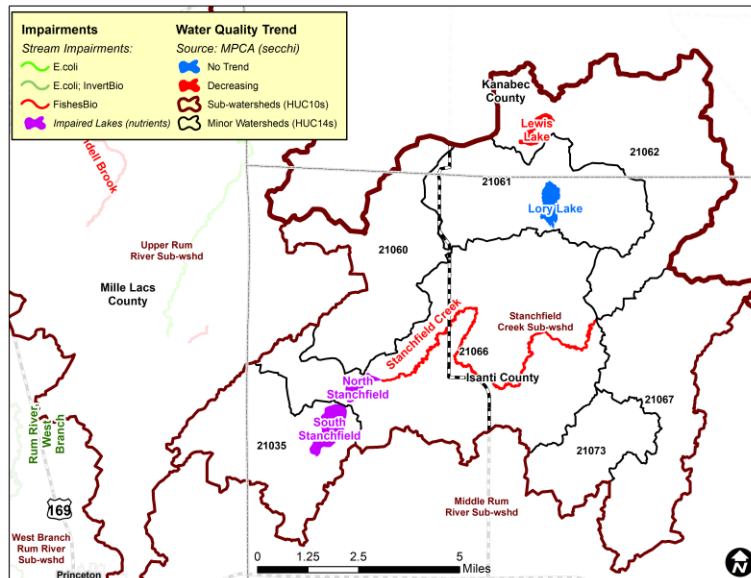 Impairments
Stream Impairments:
E.coli
E.coli; InvertBio
FishesBio
Impaired Lakes (nutrients)
Water Quality Trend
Source: MPCA (secchi)
No Trend
Decreasing
Sub-watersheds (HUC10s)
Minor Watersheds (HUC14s)
Kanabec
County
Lewis
Lake
21062
21061
Lory Lake
dell Brook
Upper Rum
River Sub-wshd
21060
Mille Lacs
County
Stanchfield Creek
Stanchfield
Creek Sub-wshd
21066
Isanti County
North
Stanchfield
South
Stanchfield
21067
21035
21073
Rum River,
West
Branch
169
Middle Rum
River Sub-wshd
West Branch
Rum River
Sub-wshd
Princeton
0 1.25 2.5 5
Miles
N